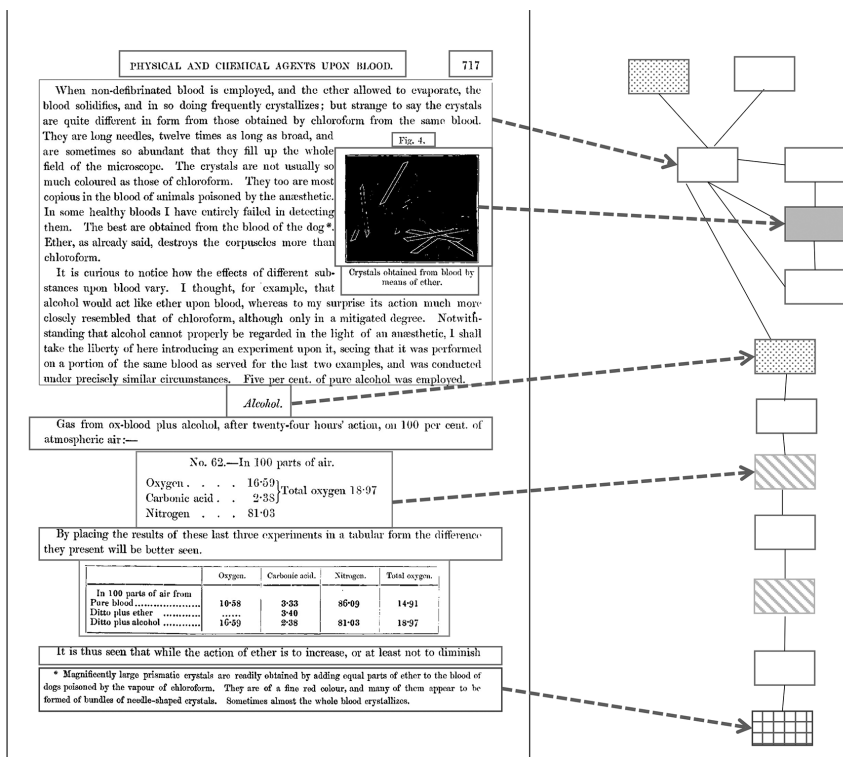 PHYSICAL AND CHEMICAL AGENTS UPON BLOOD.
717
When non-defibrinated blood is employed, and the ether allowed to evaporate, the
blood solidifies, and in so doing frequently crystallizes; but strange to say the crystals
are quite different in form from those obtained by chloroform from the same blood.
They are long needles, twelve times as long as broad, and
are sometimes so abundant that they fill up the whole
field of the microscope. The crystals are not usually so
much coloured as those of chloroform. They too are most
copious in the blood of animals poisoned by the anæsthetic.
In some healthy bloods I have entirely failed in detecting
them. The best are obtained from the blood of the dog*.
Ether, as already said, destroys the corpuscles more than
chloroform.
Fig. 4.
Crystals obtained from blood by
means of ether.
It is curious to notice how the effects of different sub-
stances upon blood vary. I thought, for example, that
alcohol would act like ether upon blood, whereas to my surprise its action much more
closely resembled that of chloroform, although only in a mitigated degree. Notwith-
standing that alcohol cannot properly be regarded in the light of an anæsthetic, I shall
take the liberty of here introducing an experiment upon it, seeing that it was performed
on a portion of the same blood as served for the last two examples, and was conducted
under precisely similar circumstances. Five per cent. of pure alcohol was employed.
Alcohol.
Gas from ox-blood plus alcohol, after twenty-four hours' action, on 100 per cent. of
atmospheric air:—
No. 62.—In 100 parts of air.
Oxygen . . . . 16·59
Carbonic acid . . 2·38} Total oxygen 18·97
Nitrogen . . . 81·03
By placing the results of these last three experiments in a tabular form the difference
they present will be better seen.
Oxygen. Carbonic acid. Nitrogen. Total oxygen.
In 100 parts of air from
Pure blood ..................... 10·58 3·33 86·09 14·91
Ditto plus ether ............ ...... 3·40
Ditto plus alcohol ............ 16·59 2·38 81·03 18·97
It is thus seen that while the action of ether is to increase, or at least not to diminish
* Magnificently large prismatic crystals are readily obtained by adding equal parts of ether to the blood of
dogs poisoned by the vapour of chloroform. They are of a fine red colour, and many of them appear to be
formed of bundles of needle-shaped crystals. Sometimes almost the whole blood crystallizes.